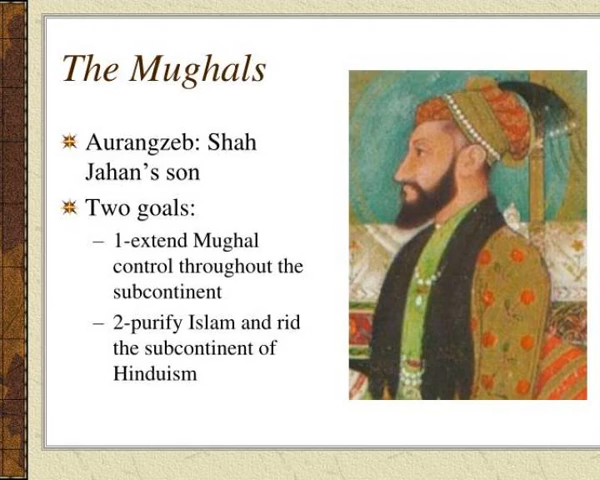 The Mughals
Aurangzeb: Shah
Jahan's son
Two goals:
– 1-extend Mughal
control throughout the
subcontinent
– 2-purify Islam and rid
the subcontinent of
Hinduism